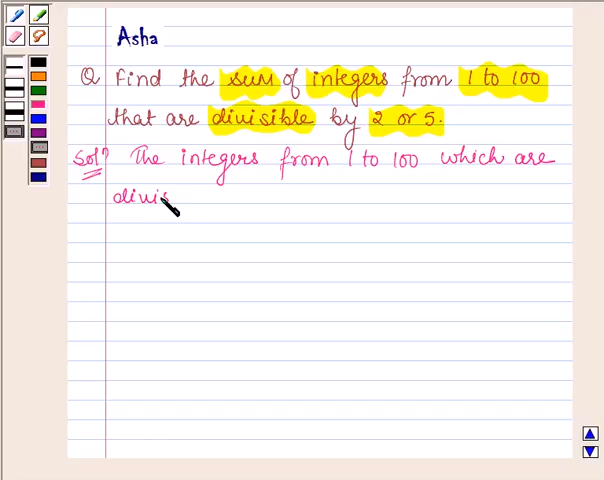 Asha
Q Find the sum of integers from 1 to 100
that are divisible by 2 or 5.
Sol? The integers from 1 to 100 which are
divis